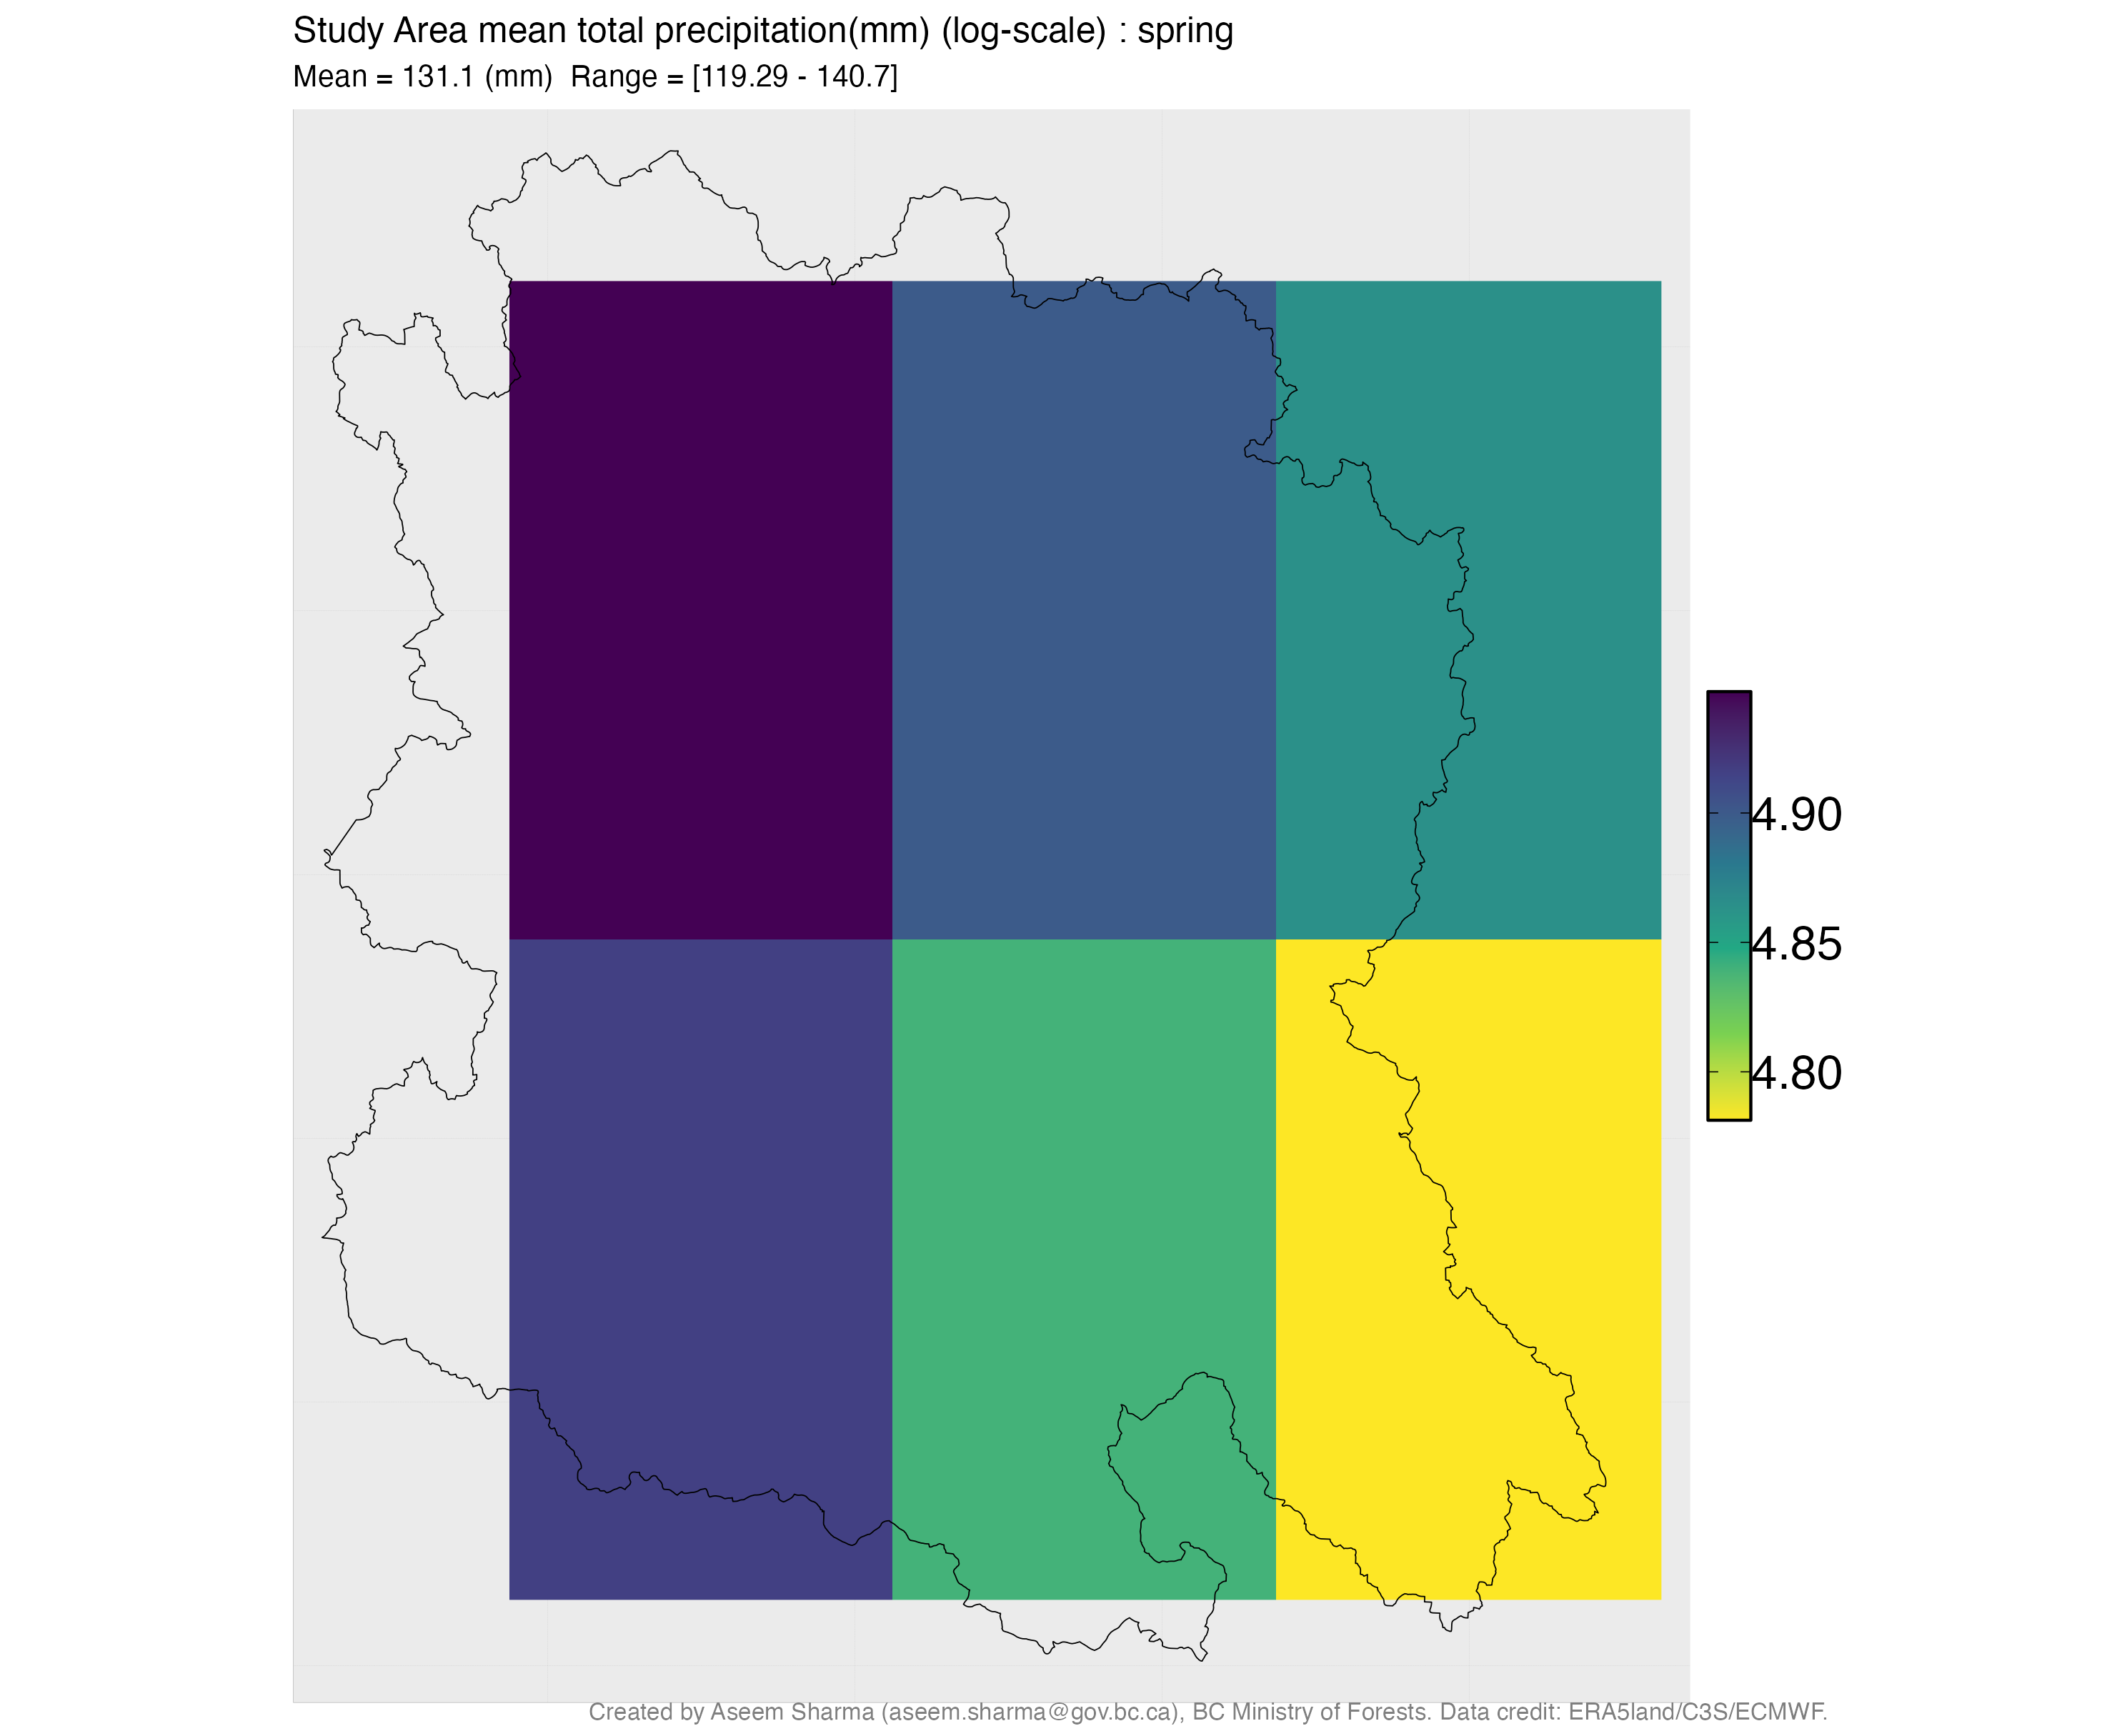 Study Area mean total precipitation(mm) (log-scale) : spring
Mean = 131.1 (mm)  Range = [119.29 - 140.7]
4.90
4.85
4.80
Created by Aseem Sharma (aseem.sharma@gov.bc.ca), BC Ministry of Forests. Data credit: ERA5land/C3S/ECMWF.